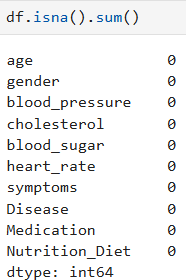 df.isna().sum()
age 0
gender 0
blood_pressure 0
cholesterol 0
blood_sugar 0
heart_rate 0
symptoms 0
Disease 0
Medication 0
Nutrition_Diet 0
dtype: int64